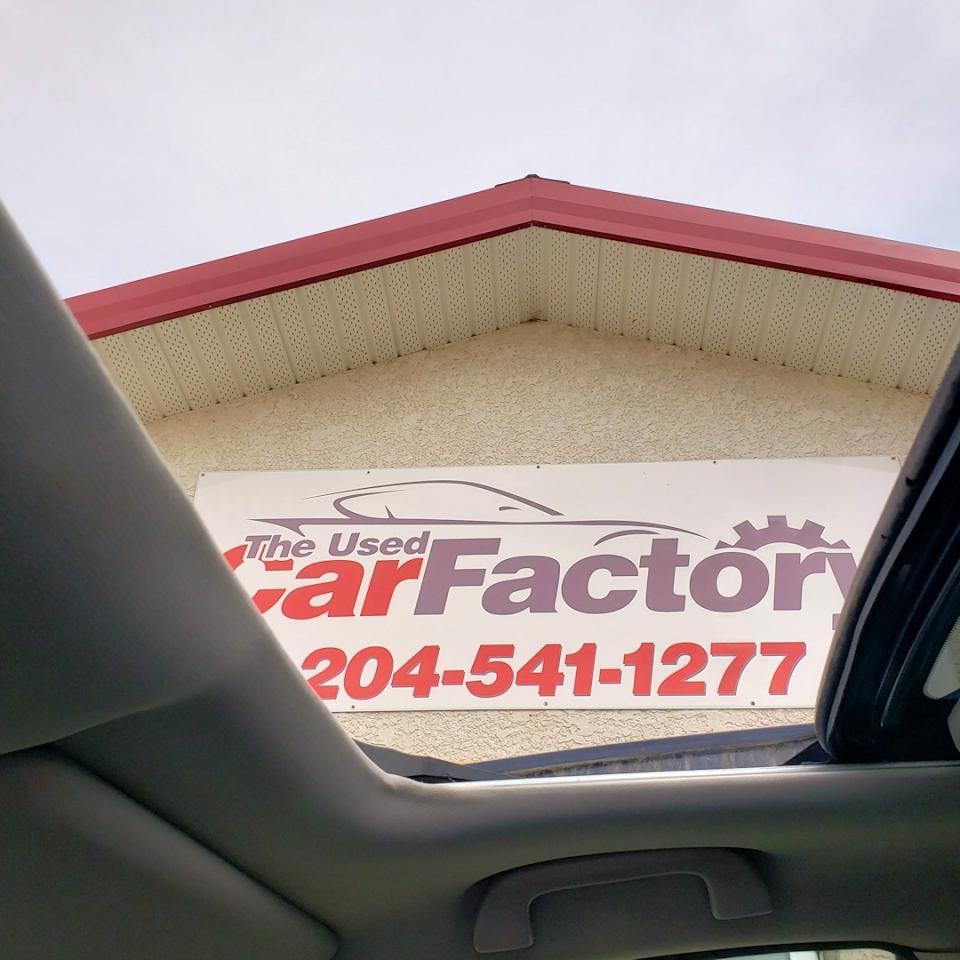 The Used
CarFactory
204-541-1277